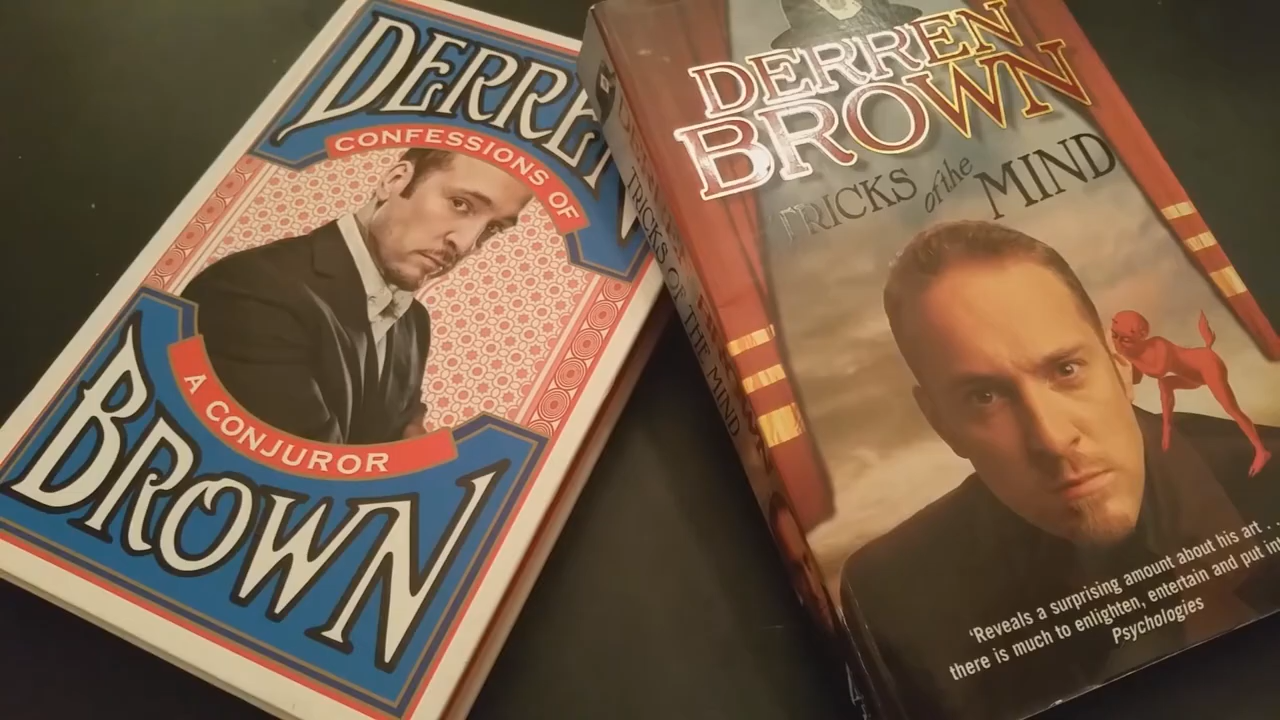 DERREN
CONFESSIONS OF
A CONJUROR
BROWN
DERREN
BROWN
TRICKS of the MIND
'Reveals a surprising amount about his art . .
there is much to enlighten, entertain and put in
Psychologies
TRICKS OF THE MIND